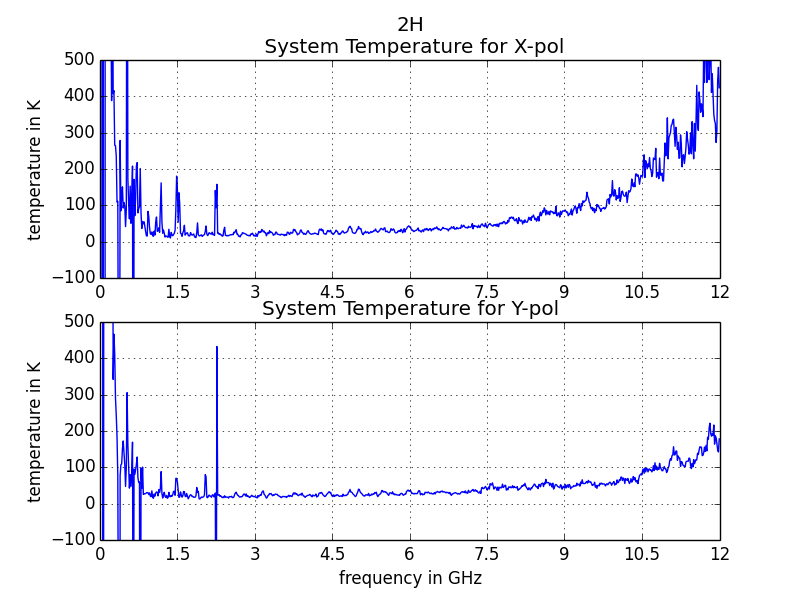 2H
System Temperature for X-pol
500
400
300
200
100
0
−100
temperature in K
0 1.5 3 4.5 6 7.5 9 10.5 12
System Temperature for Y-pol
500
400
300
200
100
0
−100
temperature in K
0 1.5 3 4.5 6 7.5 9 10.5 12
frequency in GHz